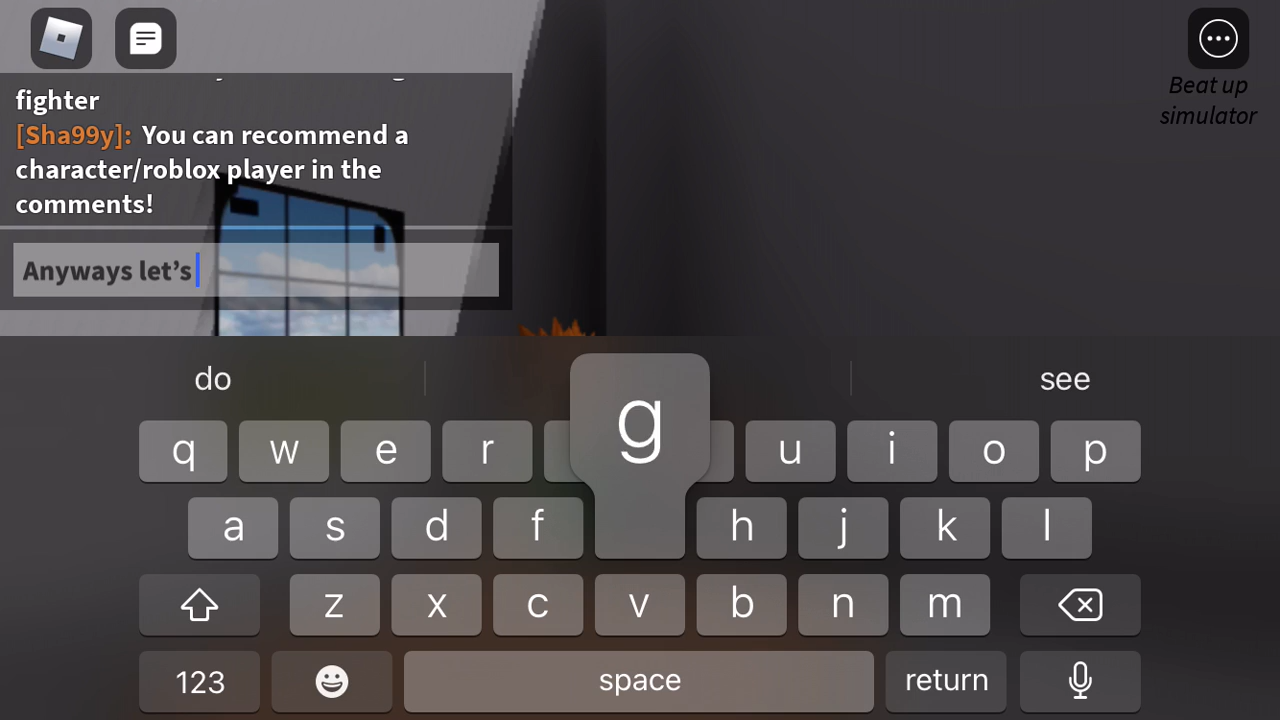 fighter
[Sha99y]: You can recommend a
character/roblox player in the
comments!
Anyways let’s
Beat up
simulator
do
see
g
q w e r u i o p
a s d f h j k l
z x c v b n m
123
space
return